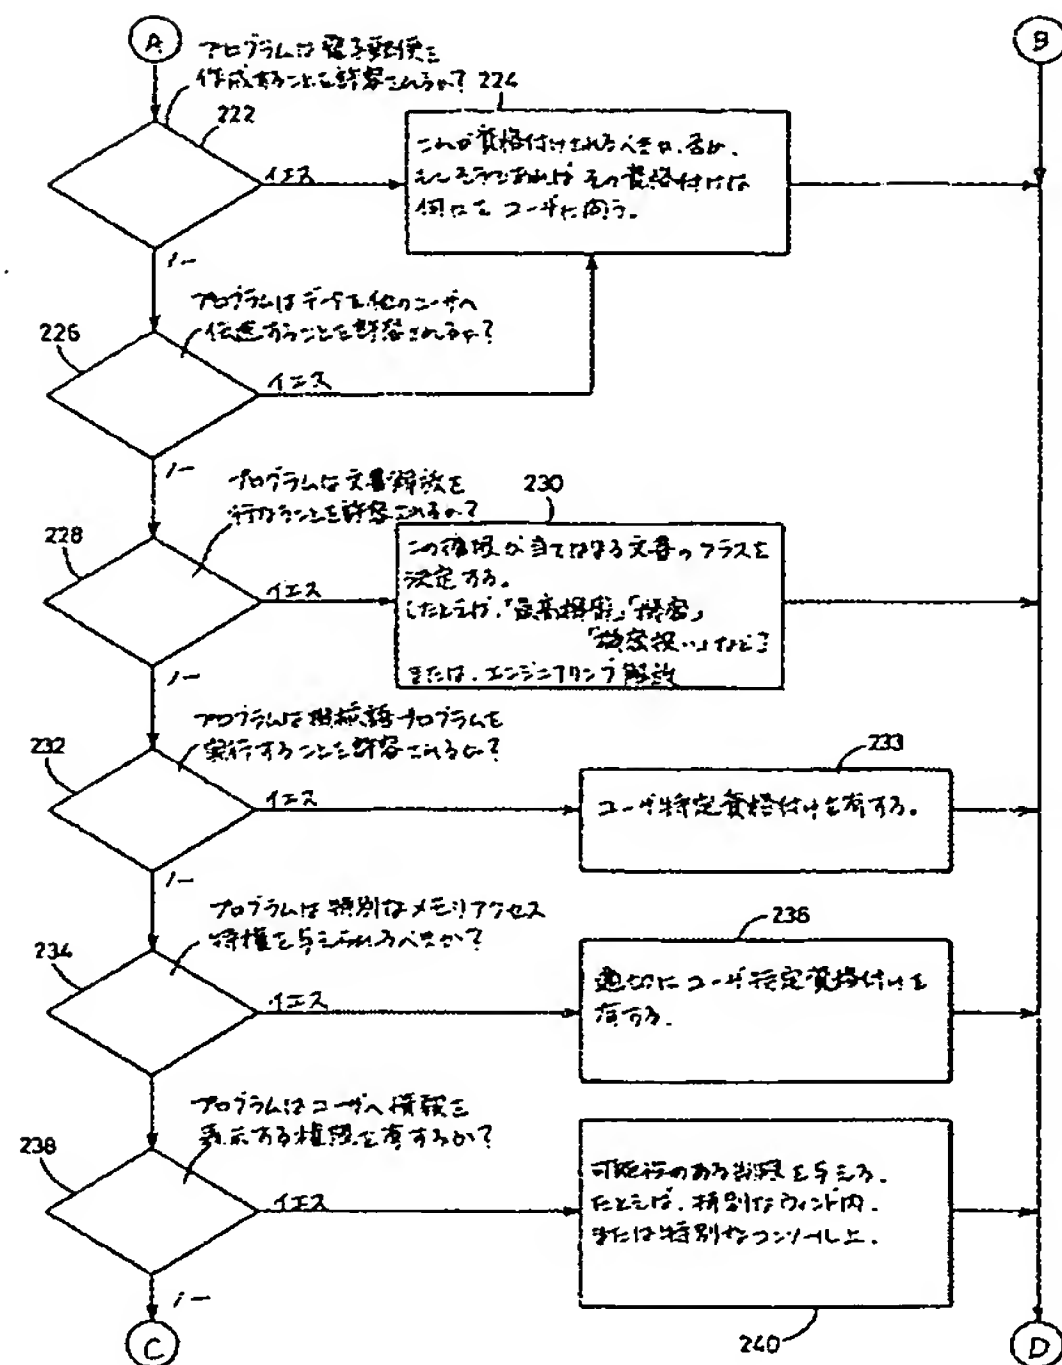 A
B
プログラムは電子郵便を
作成することを許容されるか?
222
224
イエス
これが資格付けされるべきか、否か、
もしそうであればその資格付けは
何かをユーザに問う。
ノー
プログラムはデータを他のユーザへ
伝送することを許容されるか?
226
イエス
ノー
プログラムは文書解放を
行なうことを許容されるか?
228
230
イエス
この権限が当てはまる文書のクラスを
決定する。
したとえば、「最高機密」「機密」
「極密扱い」など
または、エンジニアリング解放
ノー
プログラムは機械語プログラムを
実行することを許容されるか?
232
233
イエス
ユーザ特定資格付けを有する。
ノー
プログラムは特別なメモリアクセス
特権を与えられるべきか?
234
236
イエス
適切にユーザ特定資格付けを
有する.
プログラムはユーザへ情報を
表示する権限を有するか?
238
イエス
可能性のある制限を与える.
たとえば、特別なウィンド内、
または特別なコンソール上.
240
ノー
C
D